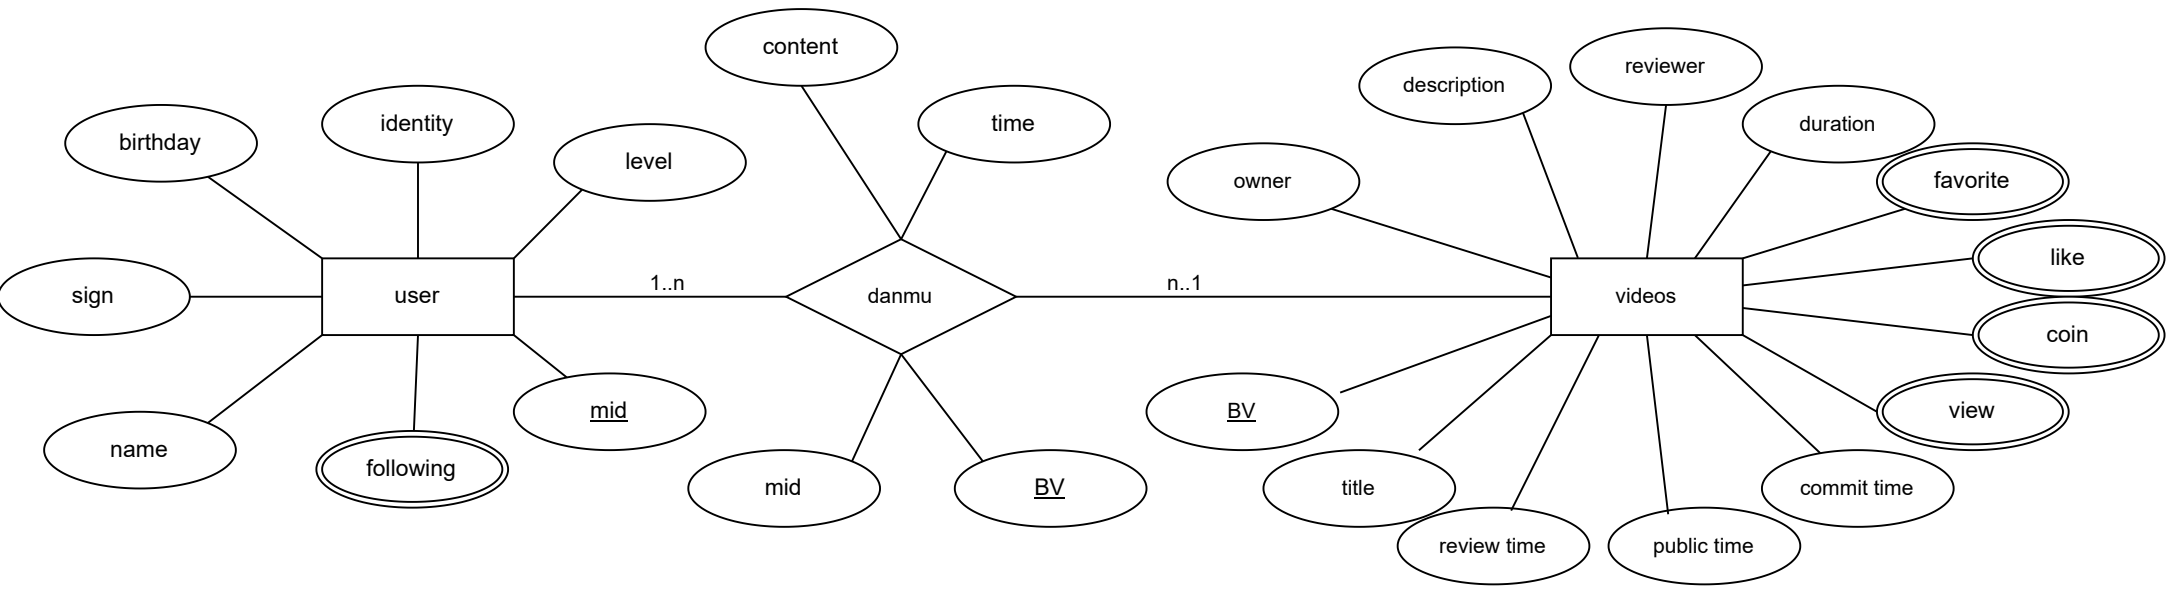 content
reviewer
description
identity
time
duration
birthday
level
owner
favorite
like
1..n
n..1
sign
user
danmu
videos
coin
mid
BV
view
name
following
mid
BV
title
commit time
review time
public time